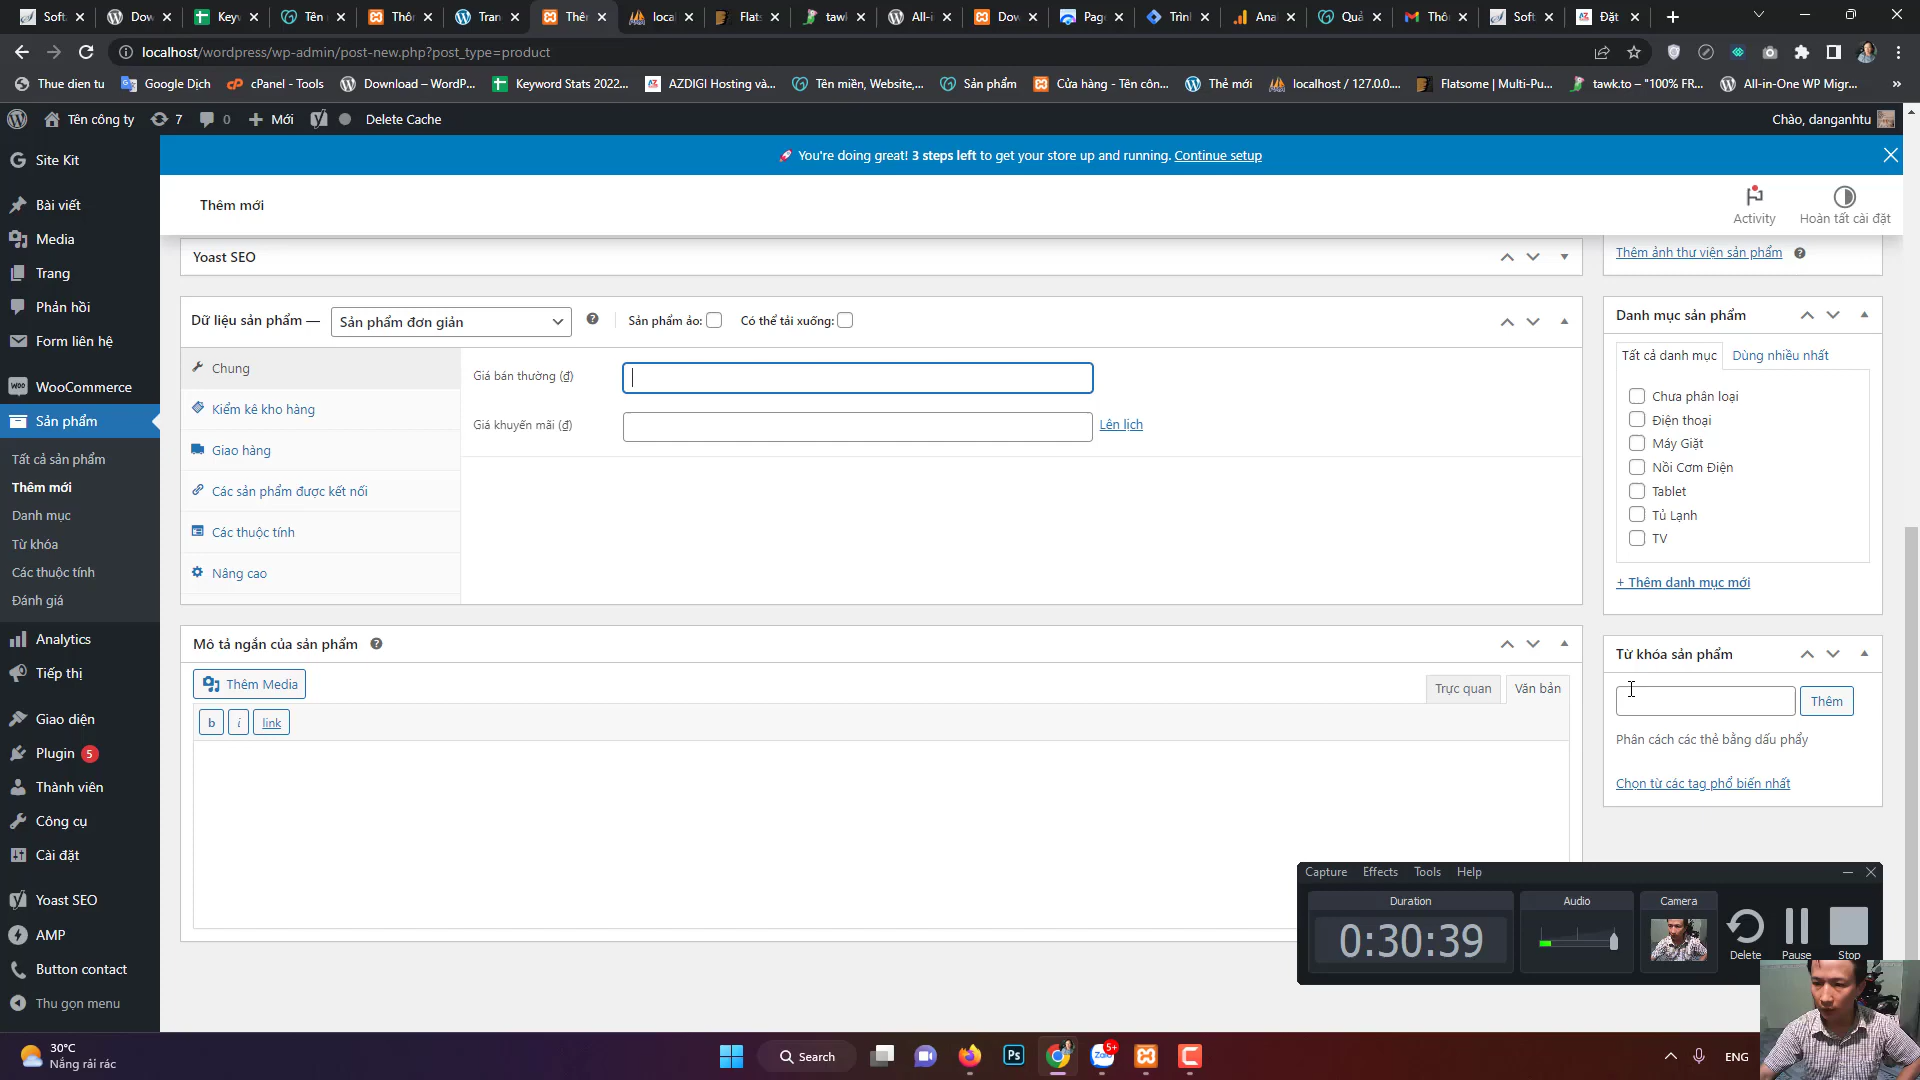 Soft
Dow
Keyv
Tên
Thôr
Tran
Thê
loca
Flats
tawk
All-i
Dow
Page
Trìn
Ana
Quả
Thô
Soft
Đặt
localhost/wordpress/wp-admin/post-new.php?post_type=product
Thue dien tu
Google Dịch
cPanel - Tools
Download – WordP...
Keyword Stats 2022...
AZDIGI Hosting và...
Tên miền, Website,...
Sản phẩm
Cửa hàng - Tên côn...
Thẻ mới
localhost / 127.0.0....
Flatsome | Multi-Pu...
tawk.to – "100% FR...
All-in-One WP Migr...
»
Tên công ty
7
0
Mới
Delete Cache
Chào, danganhtu
🚀 You're doing great! 3 steps left to get your store up and running. Continue setup
Thêm mới
Activity
Hoàn tất cài đặt
Site Kit
Bài viết
Media
Trang
Phản hồi
Form liên hệ
WooCommerce
Sản phẩm
Tất cả sản phẩm
Thêm mới
Danh mục
Từ khóa
Các thuộc tính
Đánh giá
Analytics
Tiếp thị
Giao diện
Plugin 5
Thành viên
Công cụ
Cài đặt
Yoast SEO
AMP
Button contact
Thu gọn menu
Yoast SEO
Dữ liệu sản phẩm —
Sản phẩm đơn giản
Sản phẩm ảo:
Có thể tải xuống:
Chung
Kiểm kê kho hàng
Giao hàng
Các sản phẩm được kết nối
Các thuộc tính
Nâng cao
Giá bán thường (₫)
Giá khuyến mãi (₫)
Lên lịch
Mô tả ngắn của sản phẩm
Thêm Media
Trực quan
Văn bản
b
i
link
Thêm ảnh thư viện sản phẩm
Danh mục sản phẩm
Tất cả danh mục
Dùng nhiều nhất
Chưa phân loại
Điện thoại
Máy Giặt
Nồi Cơm Điện
Tablet
Tủ Lạnh
TV
+ Thêm danh mục mới
Từ khóa sản phẩm
Thêm
Phân cách các thẻ bằng dấu phẩy
Chọn từ các tag phổ biến nhất
Capture
Effects
Tools
Help
Duration
0:30:39
Audio
Camera
Delete
Pause
Stop
30°C
Nắng rải rác
Search
Ps
Zalo
5+
ENG